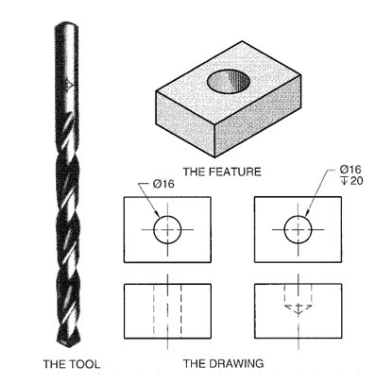 THE FEATURE
Ø16
Ø16
↧20
THE TOOL
THE DRAWING